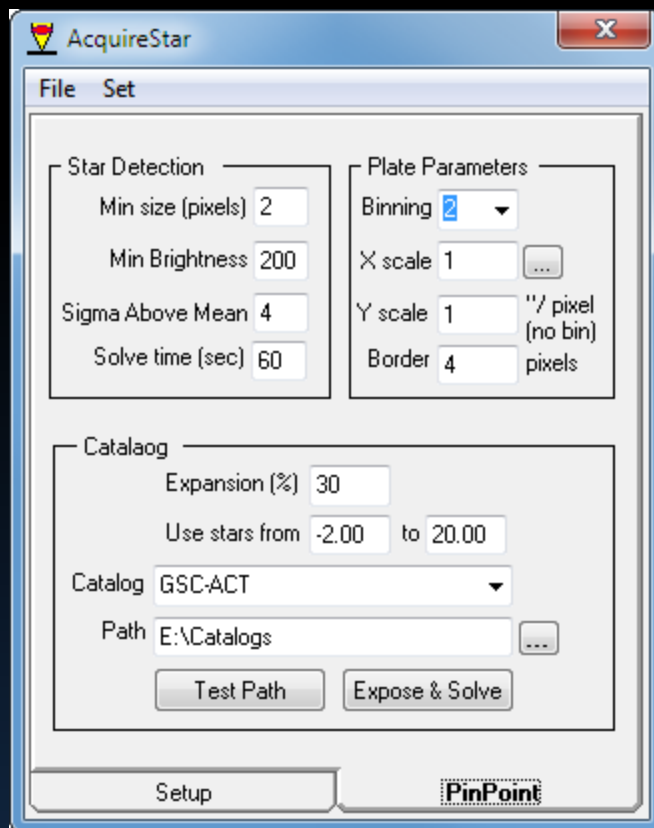 AcquireStar
File Set
Star Detection
Min size (pixels) 2
Min Brightness 200
Sigma Above Mean 4
Solve time (sec) 60
Plate Parameters
Binning 2
X scale 1 ...
Y scale 1 "/ pixel
(no bin)
Border 4 pixels
Catalaog
Expansion (%) 30
Use stars from -2.00 to 20.00
Catalog GSC-ACT
Path E:\Catalogs ...
Test Path Expose & Solve
Setup PinPoint